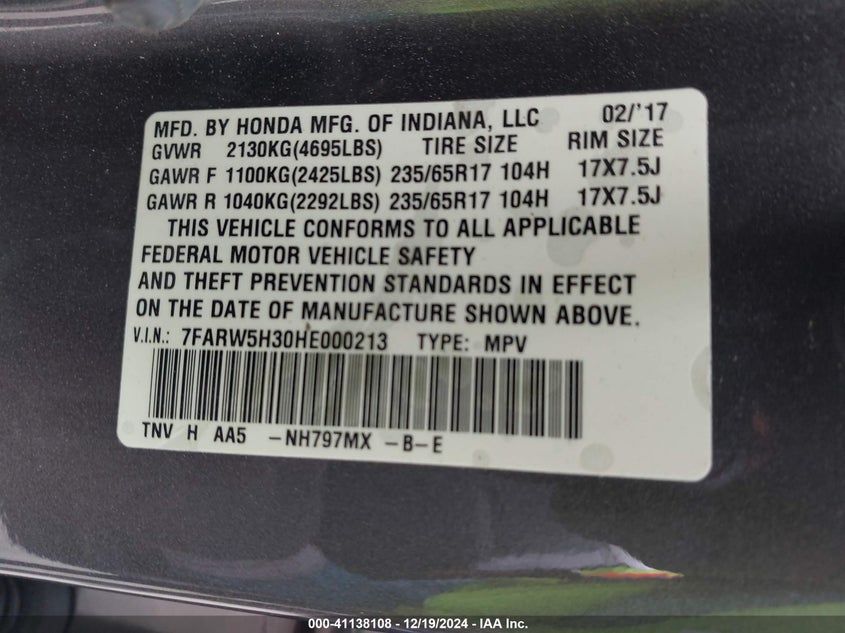 MFD. BY HONDA MFG. OF INDIANA, LLC 02/'17
GVWR 2130KG(4695LBS) TIRE SIZE RIM SIZE
GAWR F 1100KG(2425LBS) 235/65R17 104H 17X7.5J
GAWR R 1040KG(2292LBS) 235/65R17 104H 17X7.5J
THIS VEHICLE CONFORMS TO ALL APPLICABLE
FEDERAL MOTOR VEHICLE SAFETY
AND THEFT PREVENTION STANDARDS IN EFFECT
ON THE DATE OF MANUFACTURE SHOWN ABOVE.
V.I.N.: 7FARW5H30HE000213 TYPE: MPV
TNV H AA5 -NH797MX -B-E
000-41138108 - 12/19/2024 - IAA Inc.